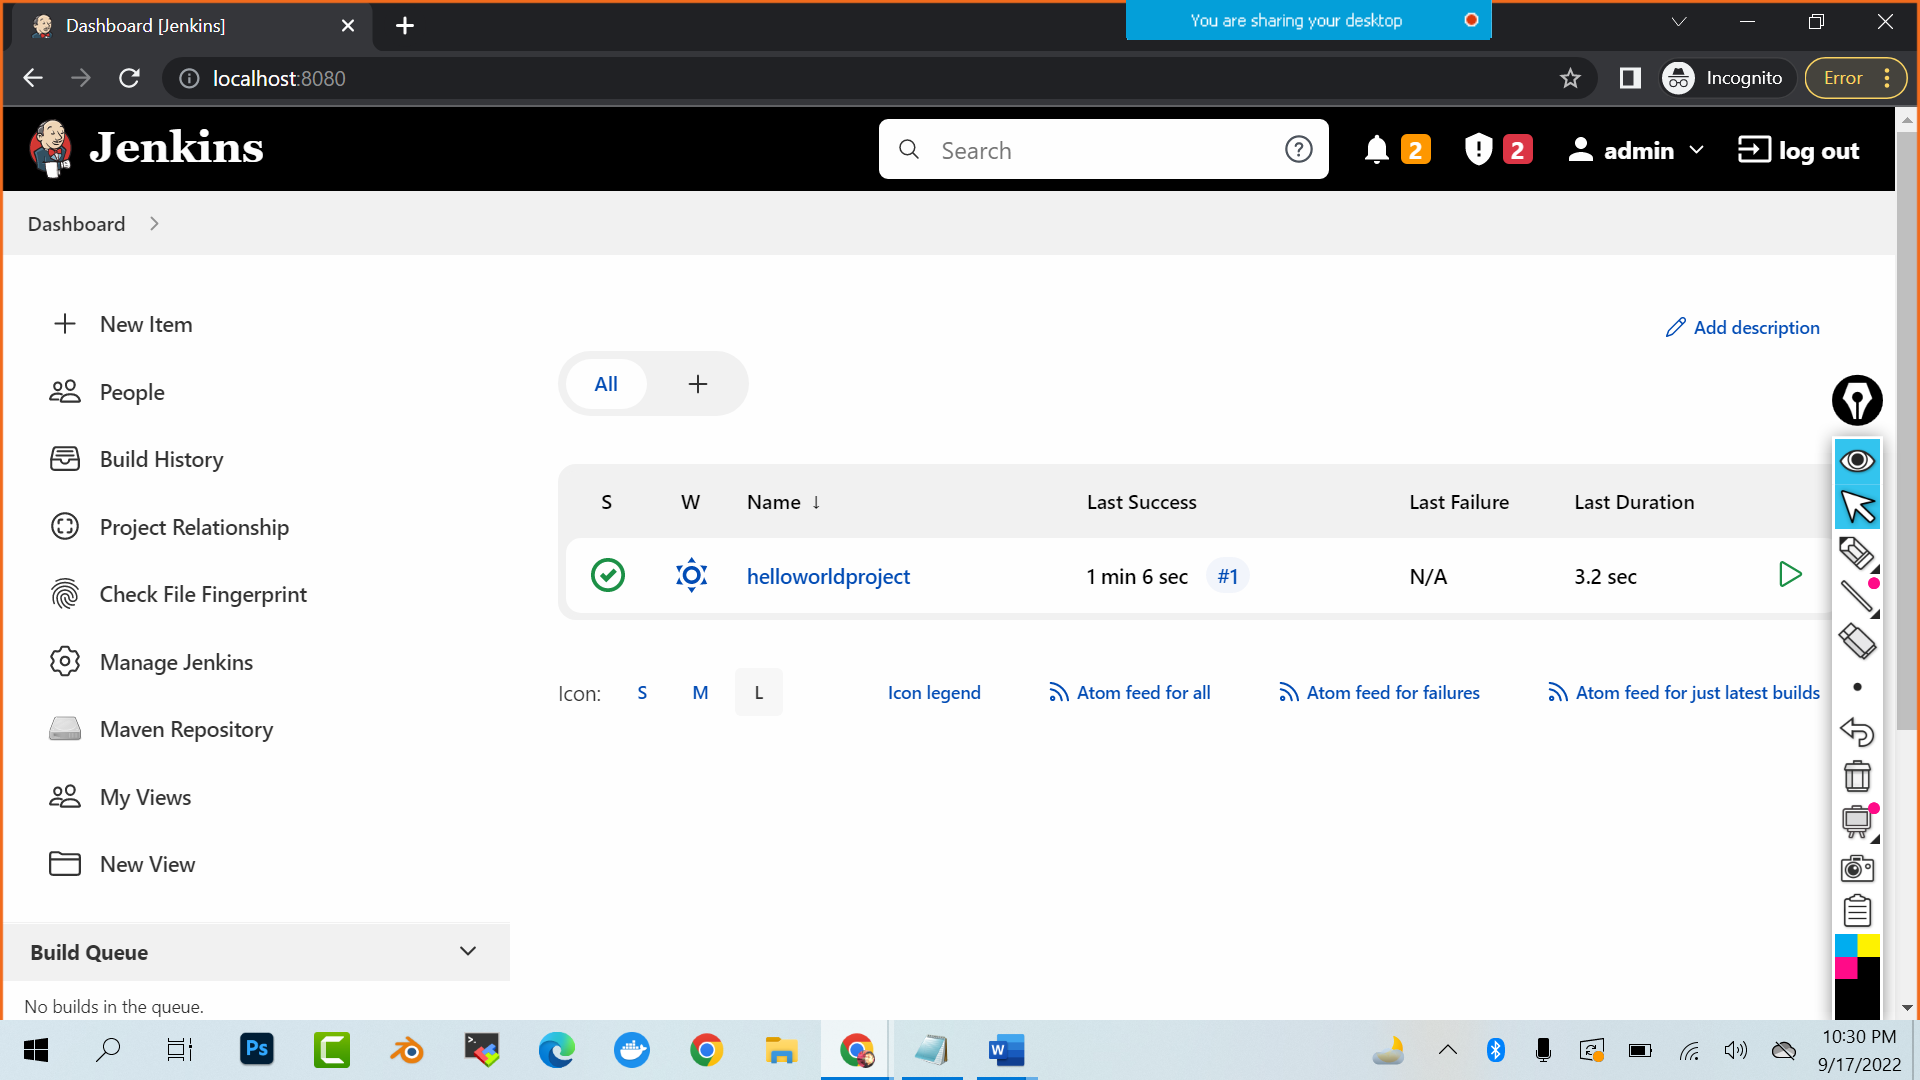 Dashboard [Jenkins]
You are sharing your desktop
localhost:8080
Incognito
Error
Jenkins
Search
2
2
admin
log out
Dashboard
New Item
People
Build History
Project Relationship
Check File Fingerprint
Manage Jenkins
Maven Repository
My Views
New View
Build Queue
No builds in the queue.
Add description
All
S W Name ↓ Last Success Last Failure Last Duration
helloworldproject 1 min 6 sec #1 N/A 3.2 sec
Icon: S M L Icon legend Atom feed for all Atom feed for failures Atom feed for just latest builds
Ps
C
W
10:30 PM
9/17/2022